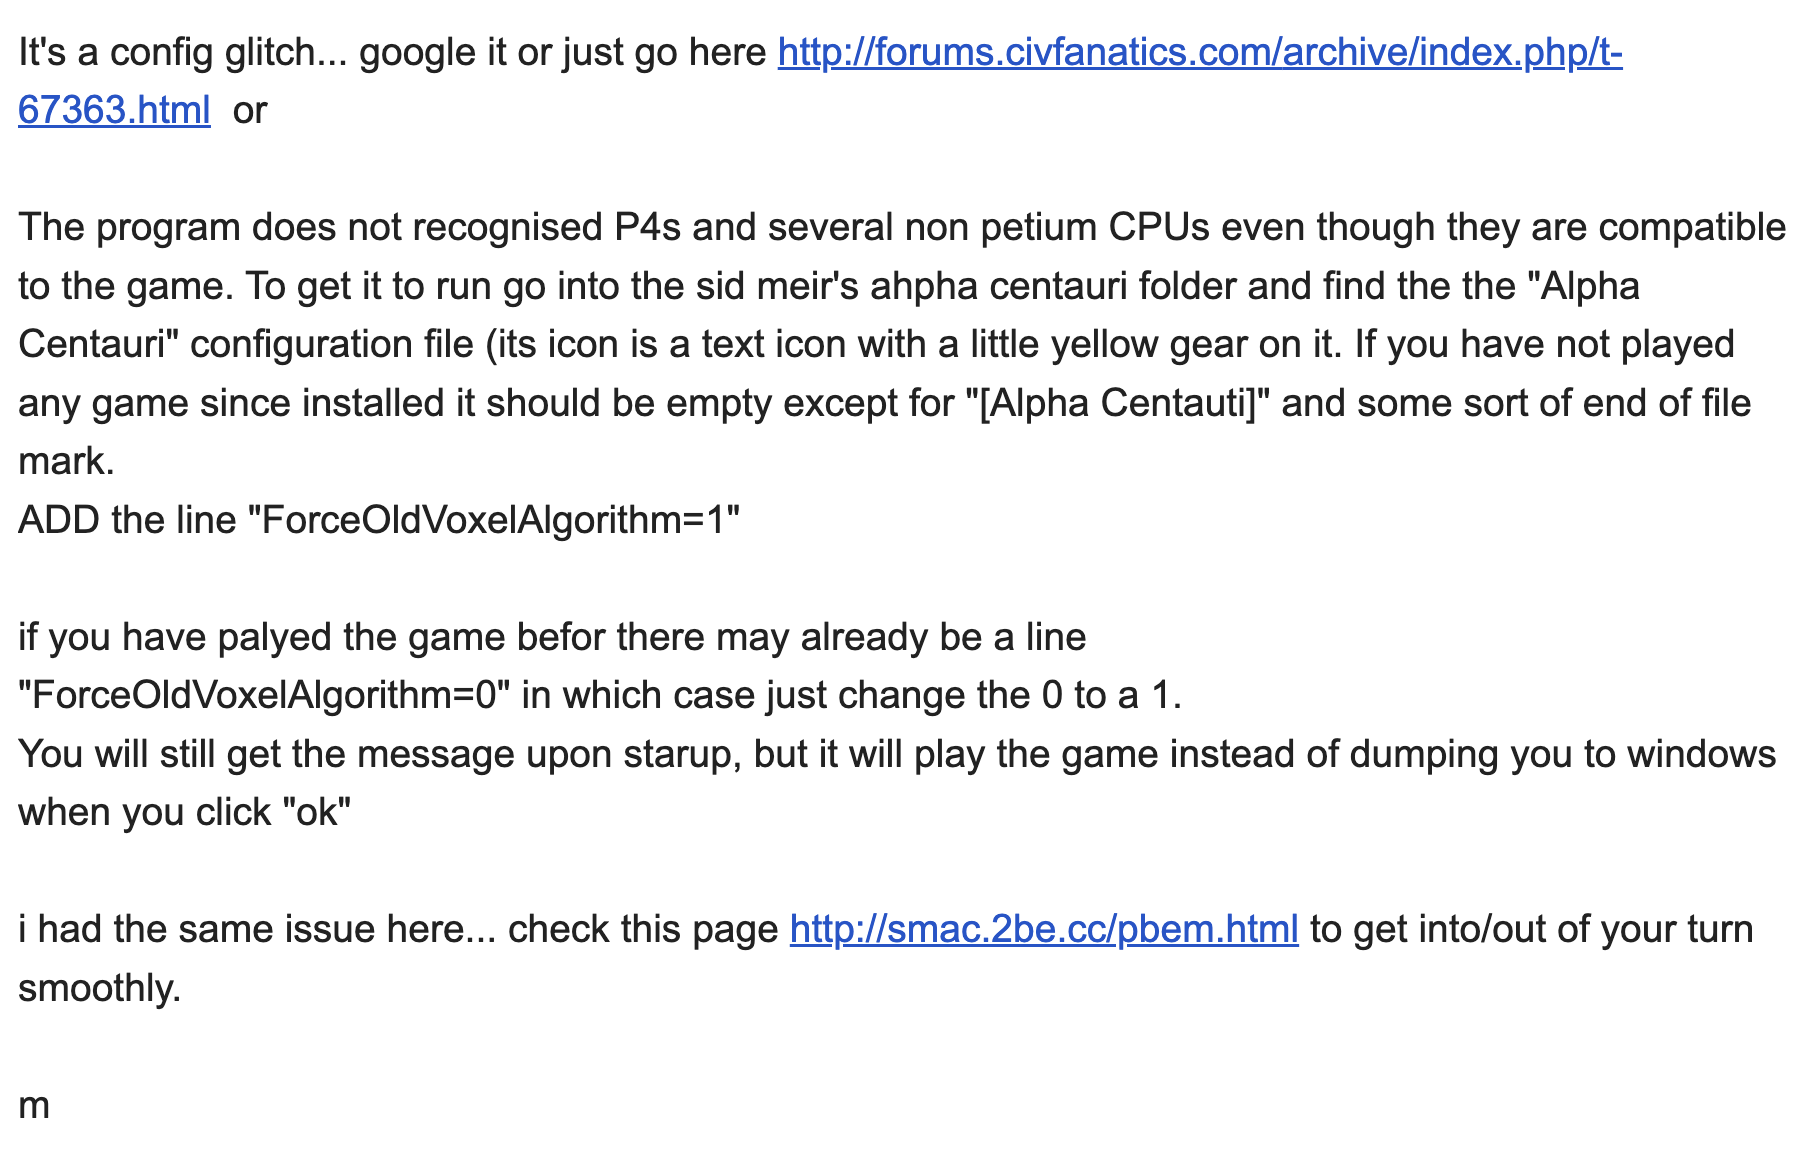 It's a config glitch... google it or just go here http://forums.civfanatics.com/archive/index.php/t-
67363.html  or
The program does not recognised P4s and several non petium CPUs even though they are compatible
to the game. To get it to run go into the sid meir's ahpha centauri folder and find the the "Alpha
Centauri" configuration file (its icon is a text icon with a little yellow gear on it. If you have not played
any game since installed it should be empty except for "[Alpha Centauti]" and some sort of end of file
mark.
ADD the line "ForceOldVoxelAlgorithm=1"
if you have palyed the game befor there may already be a line
"ForceOldVoxelAlgorithm=0" in which case just change the 0 to a 1.
You will still get the message upon starup, but it will play the game instead of dumping you to windows
when you click "ok"
i had the same issue here... check this page http://smac.2be.cc/pbem.html to get into/out of your turn
smoothly.
m